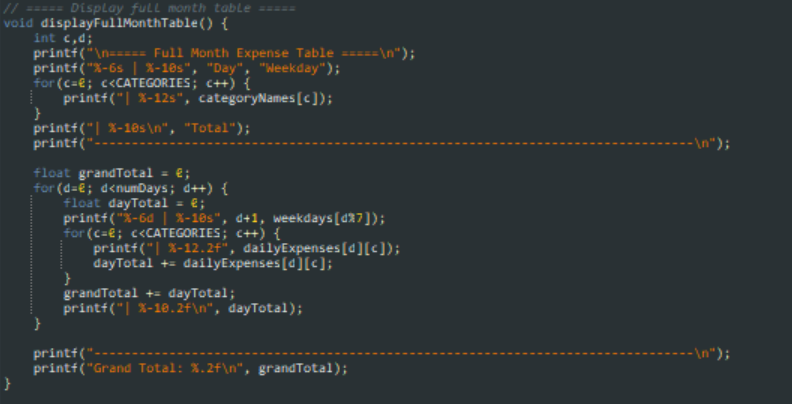 // ===== Display full month table =====
void displayFullMonthTable() {
    int c,d;
    printf("\n===== Full Month Expense Table =====\n");
    printf("%-6s | %-10s", "Day", "Weekday");
    for(c=0; c<CATEGORIES; c++) {
        printf("| %-12s", categoryNames[c]);
    }
    printf("| %-10s\n", "Total");
    printf("--------------------------------------------------------------------------------\n");

    float grandTotal = 0;
    for(d=0; d<numDays; d++) {
        float dayTotal = 0;
        printf("%-6d | %-10s", d+1, weekdays[d%7]);
        for(c=0; c<CATEGORIES; c++) {
            printf("| %-12.2f", dailyExpenses[d][c]);
            dayTotal += dailyExpenses[d][c];
        }
        grandTotal += dayTotal;
        printf("| %-10.2f\n", dayTotal);
    }

    printf("--------------------------------------------------------------------------------\n");
    printf("Grand Total: %.2f\n", grandTotal);
}